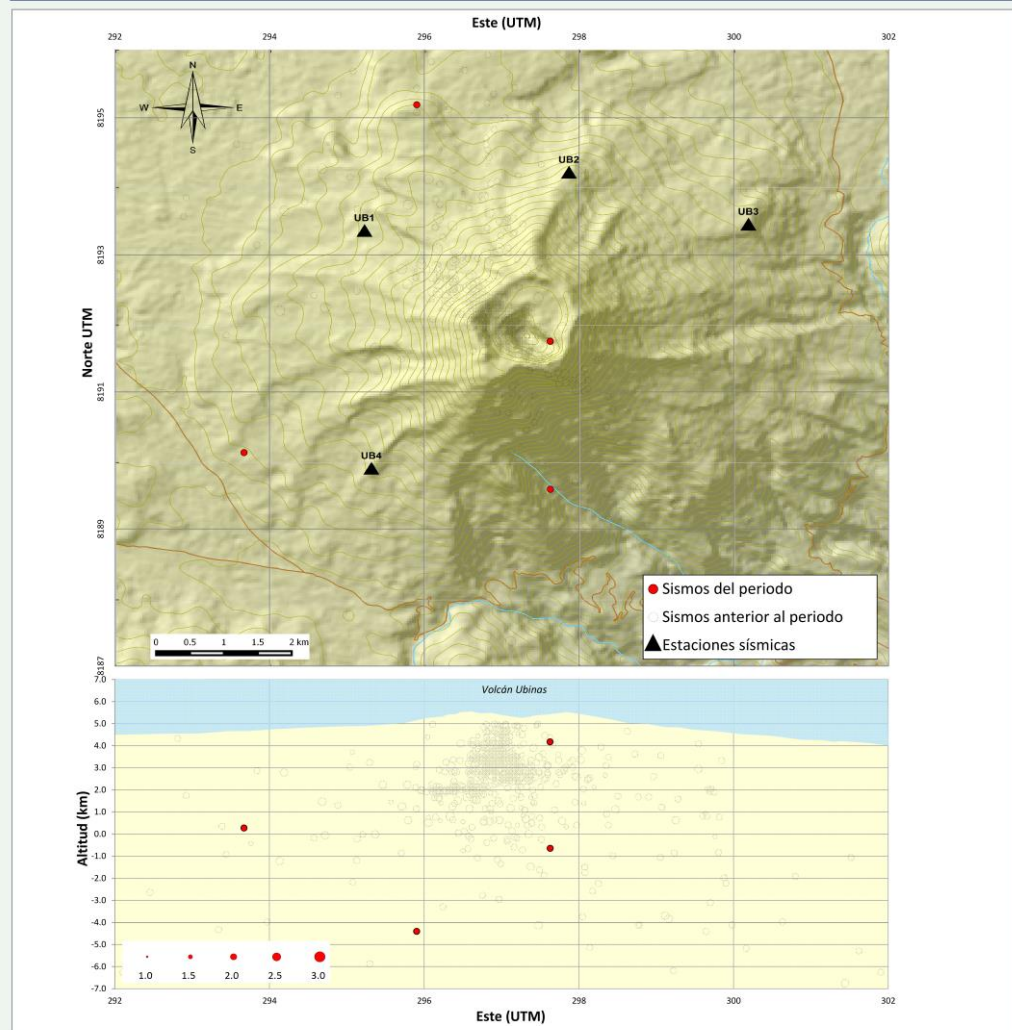 Este (UTM)
292 294 296 298 300 302
N
W E
S
8195
UB2
UB1
UB3
8193
Norte UTM
8191
UB4
8189
Sismos del periodo
Sismos anterior al periodo
Estaciones sísmicas
0 0.5 1 1.5 2 km
8187
7.0
Volcán Ubinas
6.0
5.0
4.0
3.0
2.0
1.0
Altitud (km)
0.0
-1.0
-2.0
-3.0
-4.0
-5.0
-6.0
1.0 1.5 2.0 2.5 3.0
-7.0
292 294 296 298 300 302
Este (UTM)